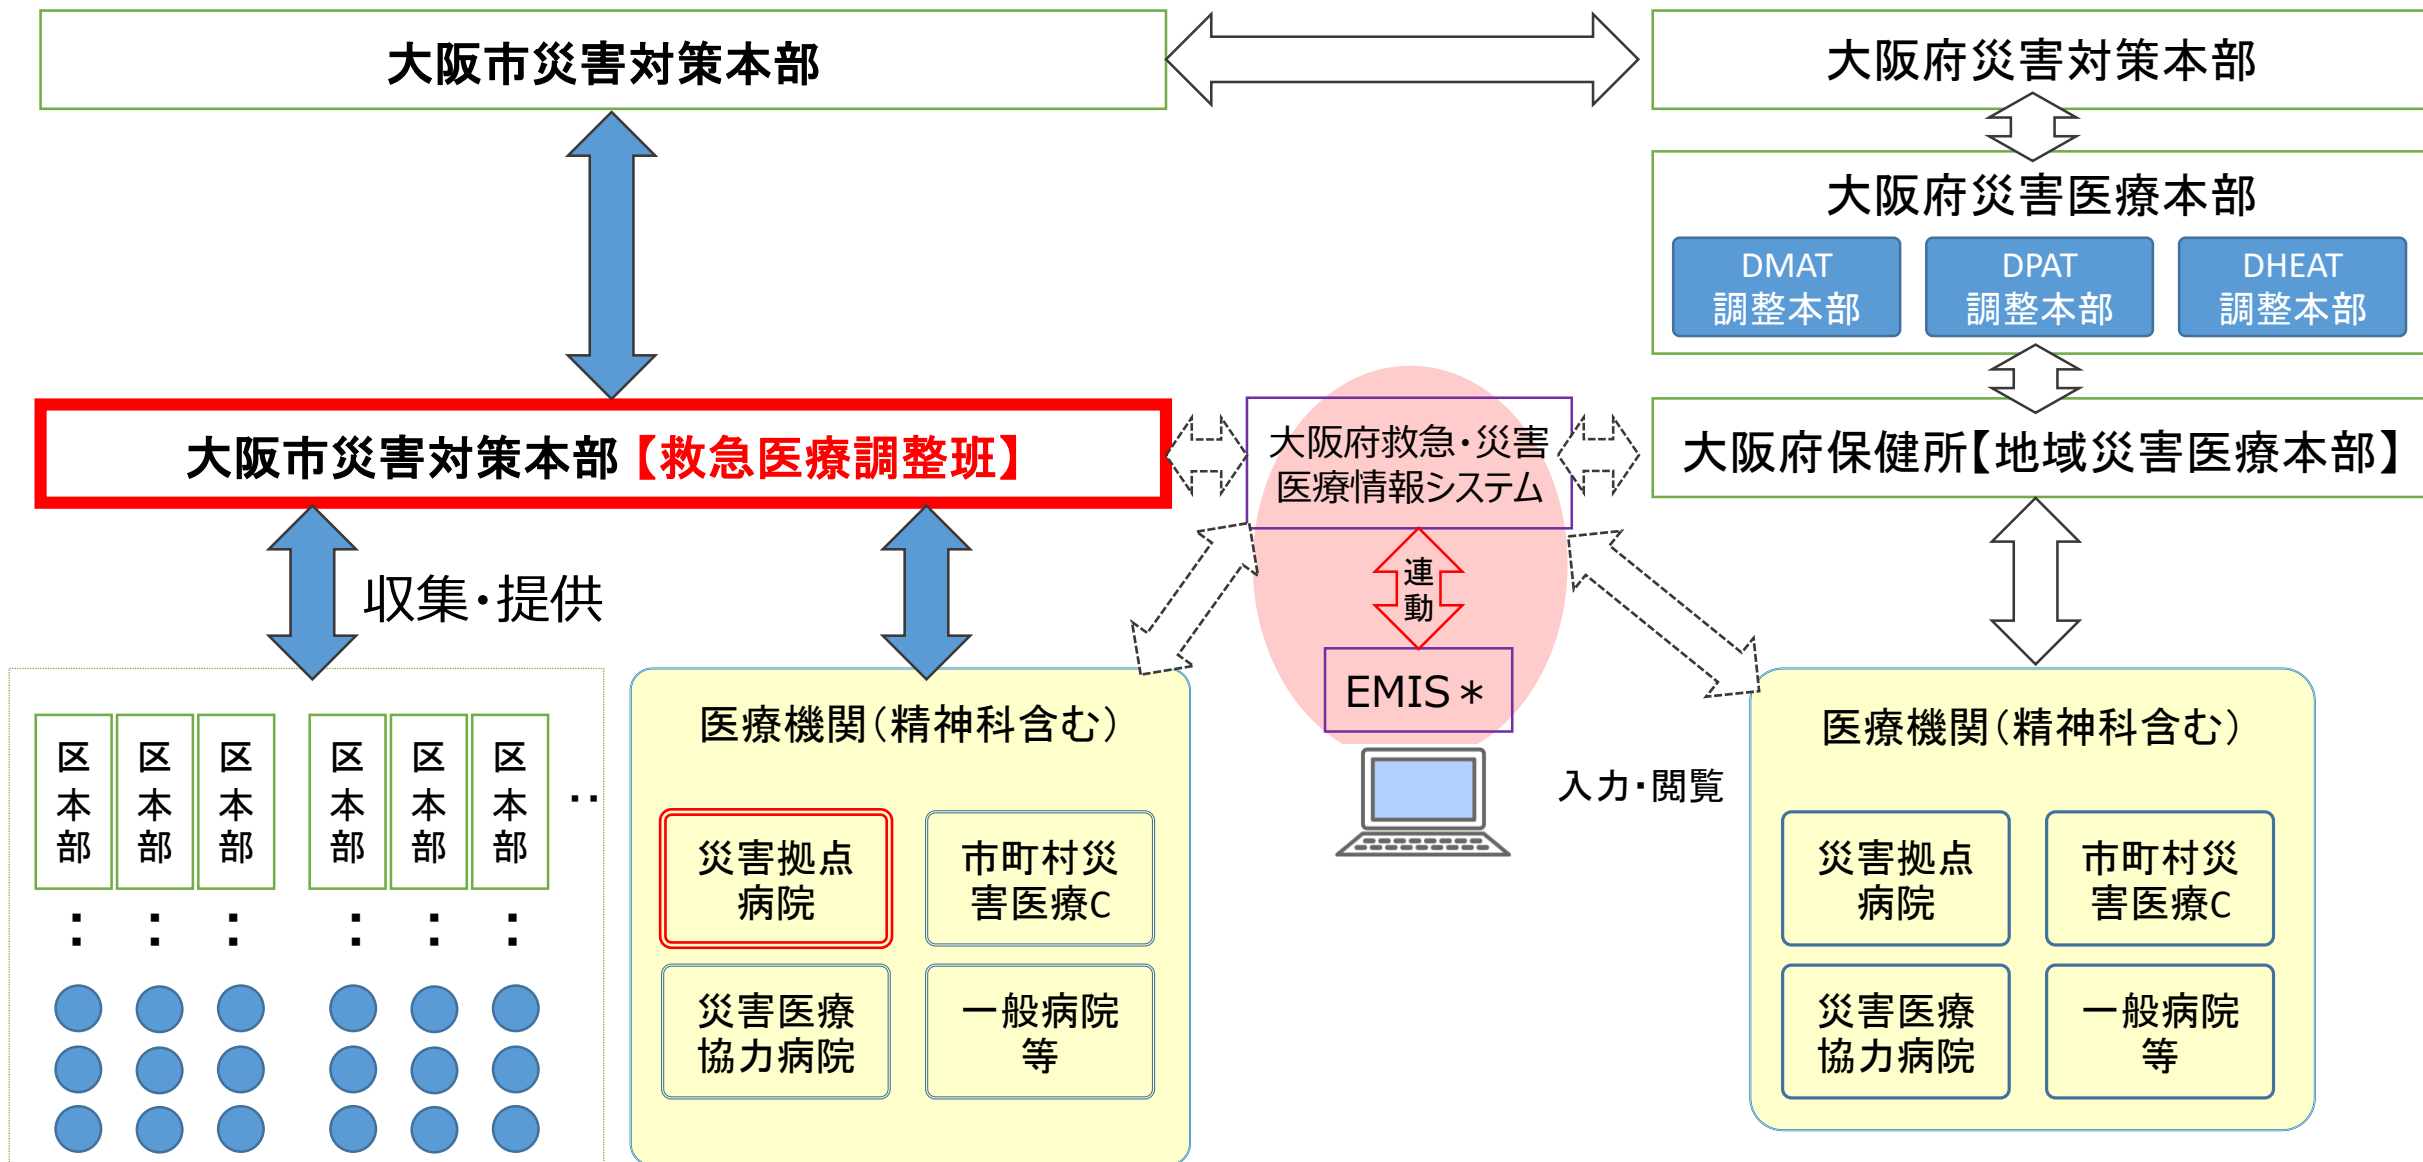 大阪市災害対策本部
大阪府災害対策本部
大阪府災害医療本部
DMAT
調整本部
DPAT
調整本部
DHEAT
調整本部
大阪市災害対策本部【救急医療調整班】
大阪府救急・災害
医療情報システム
大阪府保健所【地域災害医療本部】
収集・提供
連
動
EMIS＊
入力・閲覧
区
本
部
区
本
部
区
本
部
区
本
部
区
本
部
区
本
部
‥
：
：
：
：
：
：
医療機関（精神科含む）
災害拠点
病院
市町村災
害医療C
災害医療
協力病院
一般病院
等
医療機関（精神科含む）
災害拠点
病院
市町村災
害医療C
災害医療
協力病院
一般病院
等